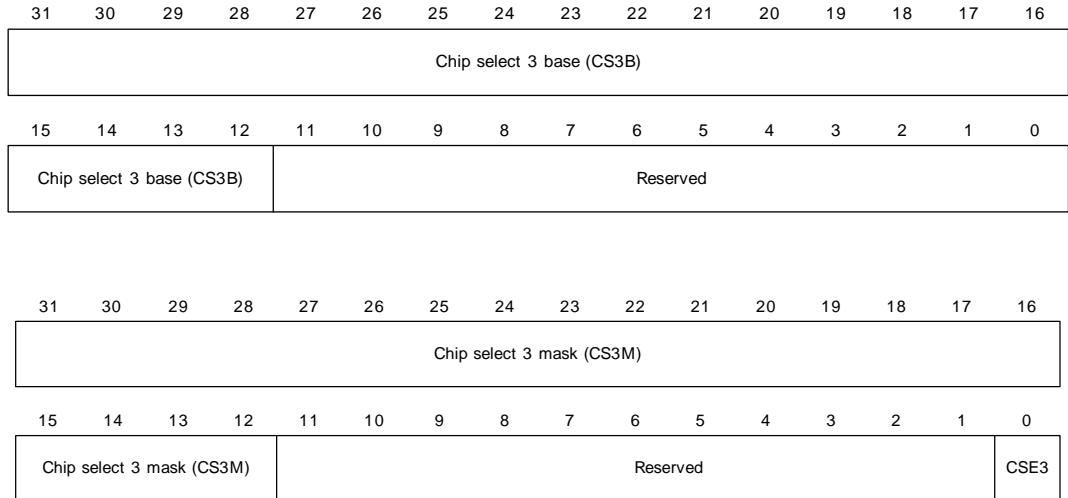 31 30 29 28 27 26 25 24 23 22 21 20 19 18 17 16
Chip select 3 base (CS3B)
15 14 13 12 11 10 9 8 7 6 5 4 3 2 1 0
Chip select 3 base (CS3B) Reserved
31 30 29 28 27 26 25 24 23 22 21 20 19 18 17 16
Chip select 3 mask (CS3M)
15 14 13 12 11 10 9 8 7 6 5 4 3 2 1 0
Chip select 3 mask (CS3M) Reserved CSE3